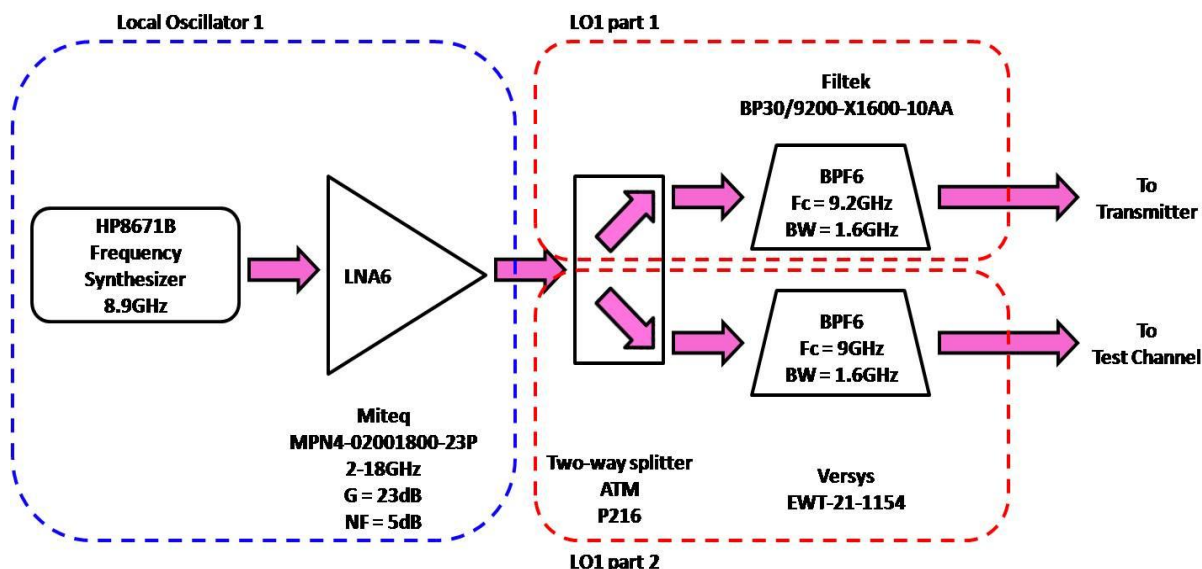 Local Oscillator 1
LO1 part 1
Filtek
BP30/9200-X1600-10AA
HP8671B
Frequency
Synthesizer
8.9GHz
LNA6
BPF6
Fc = 9.2GHz
BW = 1.6GHz
To
Transmitter
BPF6
Fc = 9GHz
BW = 1.6GHz
To
Test Channel
Miteq
MPN4-02001800-23P
2-18GHz
G = 23dB
NF = 5dB
Two-way splitter
ATM
P216
Versys
EWT-21-1154
LO1 part 2